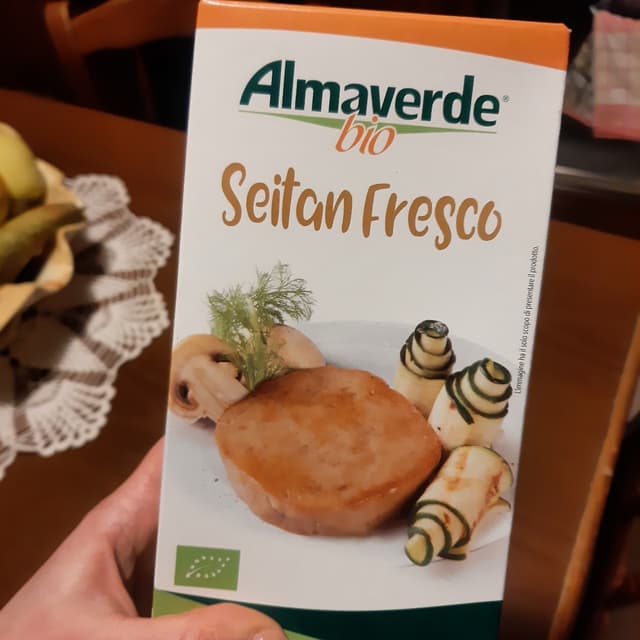 Almaverde®
bio
Seitan Fresco
L'immagine ha il solo scopo di presentare il prodotto.